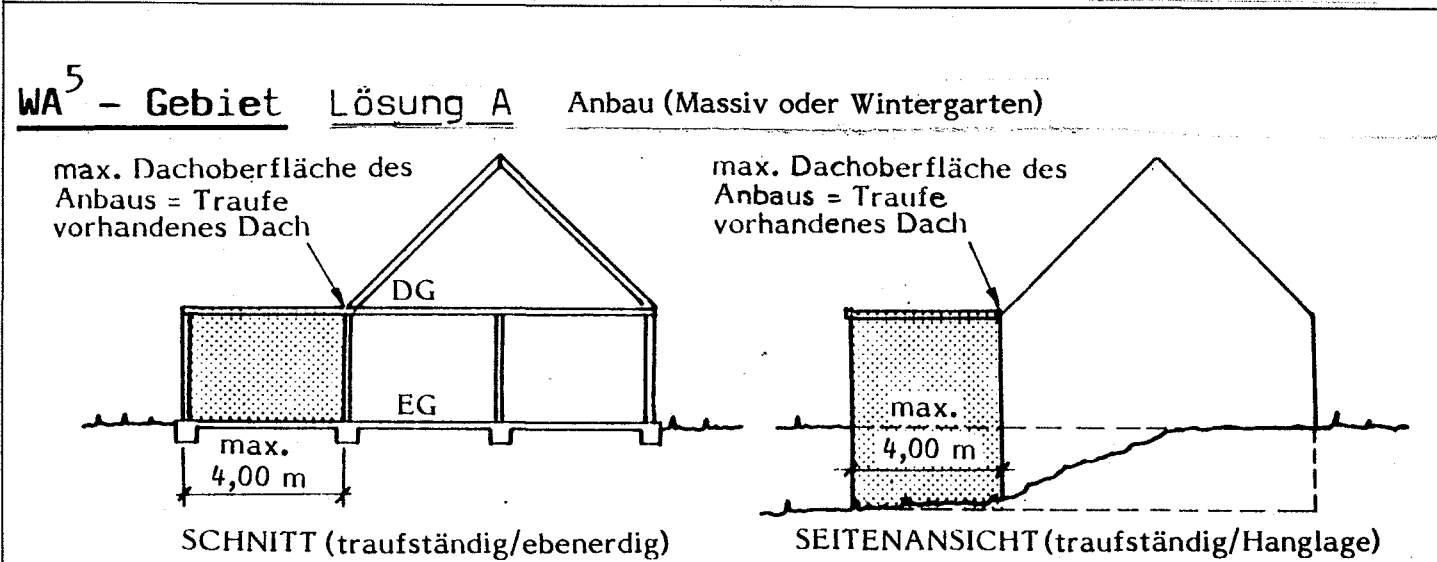 WA⁵ - Gebiet Lösung A Anbau (Massiv oder Wintergarten)
max. Dachoberfläche des
Anbaus = Traufe
vorhandenes Dach
DG
EG
max.
4,00 m
SCHNITT (traufständig/ebenerdig)
max. Dachoberfläche des
Anbaus = Traufe
vorhandenes Dach
max.
4,00 m
SEITENANSICHT (traufständig/Hanglage)